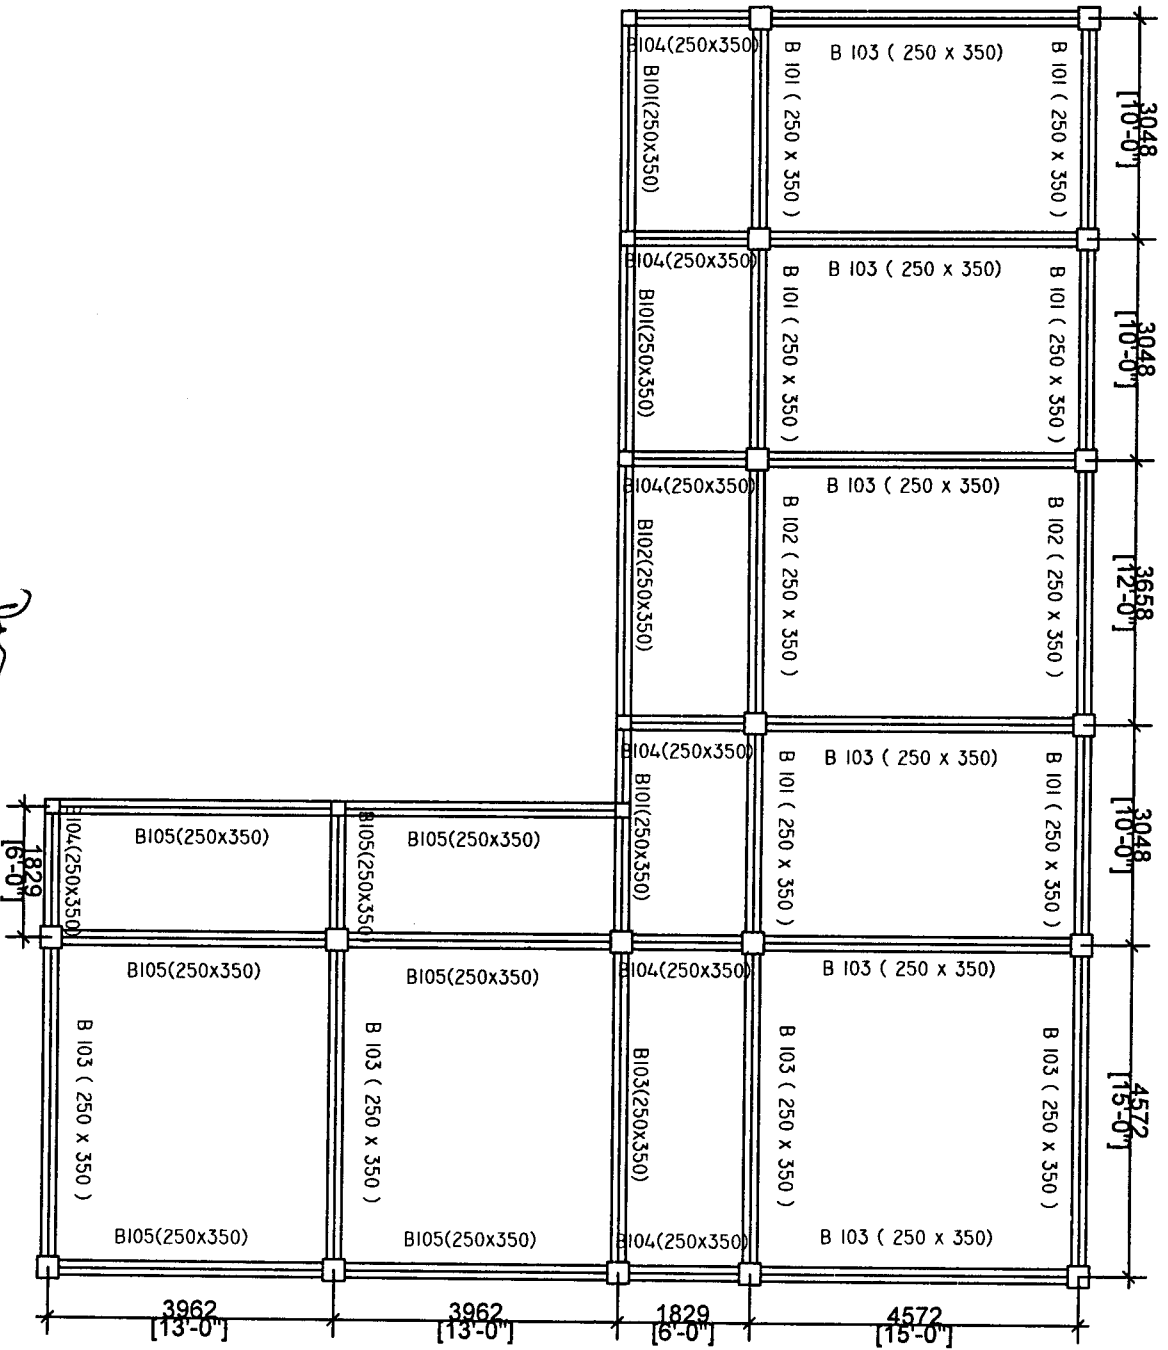 B104(250x350)
B 103 ( 250 x 350)
B101(250x350)
B 101 ( 250 x 350 )
B 101 ( 250 x 350 )
3048
[10'-0"]
B104(250x350)
B 103 ( 250 x 350)
B101(250x350)
B 101 ( 250 x 350 )
B 101 ( 250 x 350 )
3048
[10'-0"]
B104(250x350)
B 103 ( 250 x 350)
B102(250x350)
B 102 ( 250 x 350 )
B 102 ( 250 x 350 )
3658
[12'-0"]
B104(250x350)
B 103 ( 250 x 350)
B101(250x350)
B 101 ( 250 x 350 )
B 101 ( 250 x 350 )
3048
[10'-0"]
1829
[6'-0"]
B104(250x350)
B105(250x350)
B105(250x350)
B105(250x350)
B105(250x350)
B105(250x350)
B104(250x350)
B 103 ( 250 x 350)
B 103 ( 250 x 350 )
B 103 ( 250 x 350 )
B103(250x350)
B 103 ( 250 x 350 )
B 103 ( 250 x 350 )
4572
[15'-0"]
B105(250x350)
B105(250x350)
B104(250x350)
B 103 ( 250 x 350)
3962
[13'-0"]
3962
[13'-0"]
1829
[6'-0"]
4572
[15'-0"]